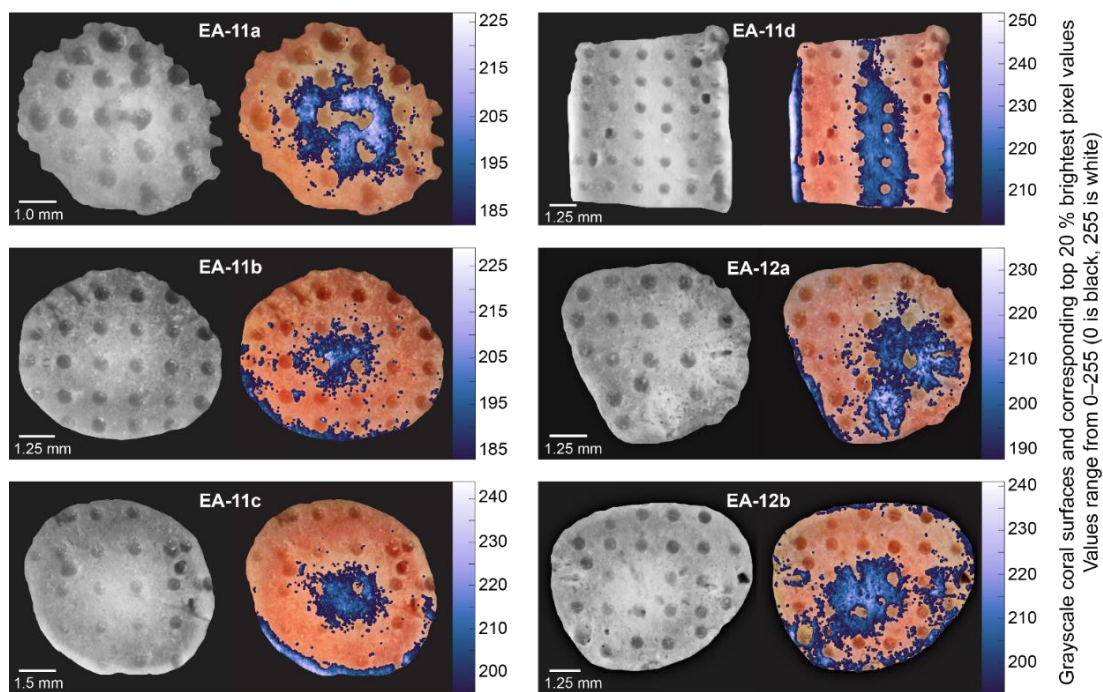 EA-11a
1.0 mm
225
215
205
195
185
EA-11d
1.25 mm
250
240
230
220
210
EA-11b
1.25 mm
225
215
205
195
185
EA-12a
1.25 mm
230
220
210
200
190
EA-11c
1.5 mm
240
230
220
210
200
EA-12b
1.25 mm
240
230
220
210
200
Grayscale coral surfaces and corresponding top 20 % brightest pixel values
Values range from 0–255 (0 is black, 255 is white)